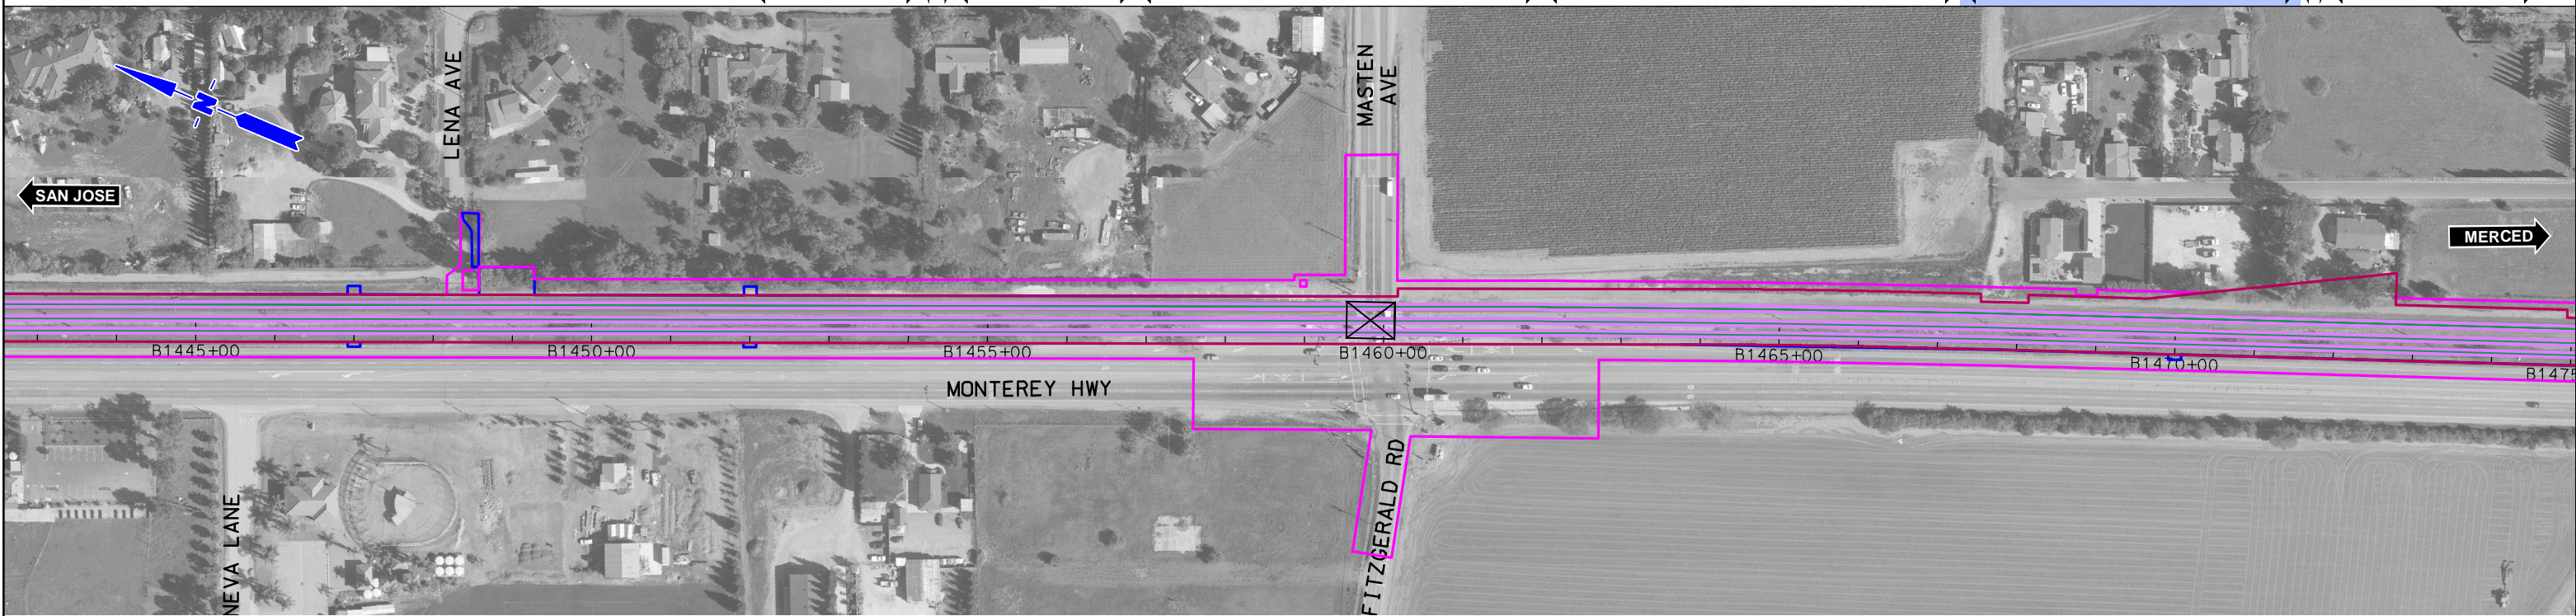 LENA AVE
MASTEN
AVE
N
SAN JOSE
MERCED
B1445+00
B1450+00
B1455+00
B1460+00
B1465+00
B1470+00
B1475
MONTEREY HWY
NEVA LANE
FITZGERALD RD